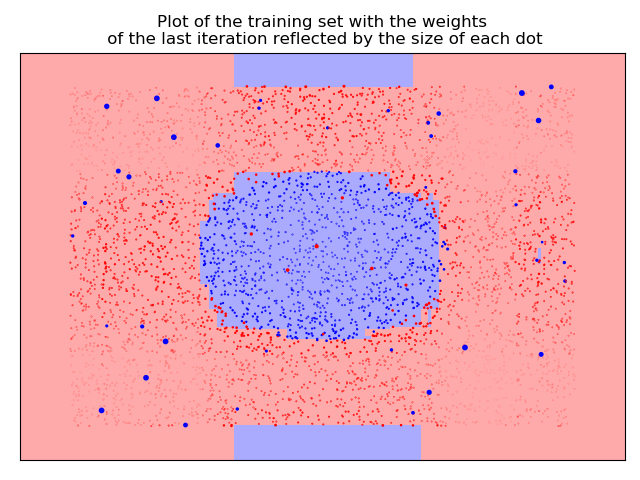 Plot of the training set with the weights
of the last iteration reflected by the size of each dot